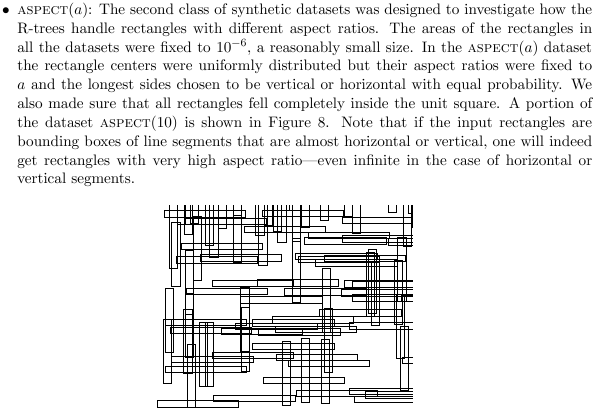 • ASPECT(a): The second class of synthetic datasets was designed to investigate how the
R-trees handle rectangles with different aspect ratios. The areas of the rectangles in
all the datasets were fixed to 10⁻⁶, a reasonably small size. In the ASPECT(a) dataset
the rectangle centers were uniformly distributed but their aspect ratios were fixed to
a and the longest sides chosen to be vertical or horizontal with equal probability. We
also made sure that all rectangles fell completely inside the unit square. A portion of
the dataset ASPECT(10) is shown in Figure 8. Note that if the input rectangles are
bounding boxes of line segments that are almost horizontal or vertical, one will indeed
get rectangles with very high aspect ratio—even infinite in the case of horizontal or
vertical segments.